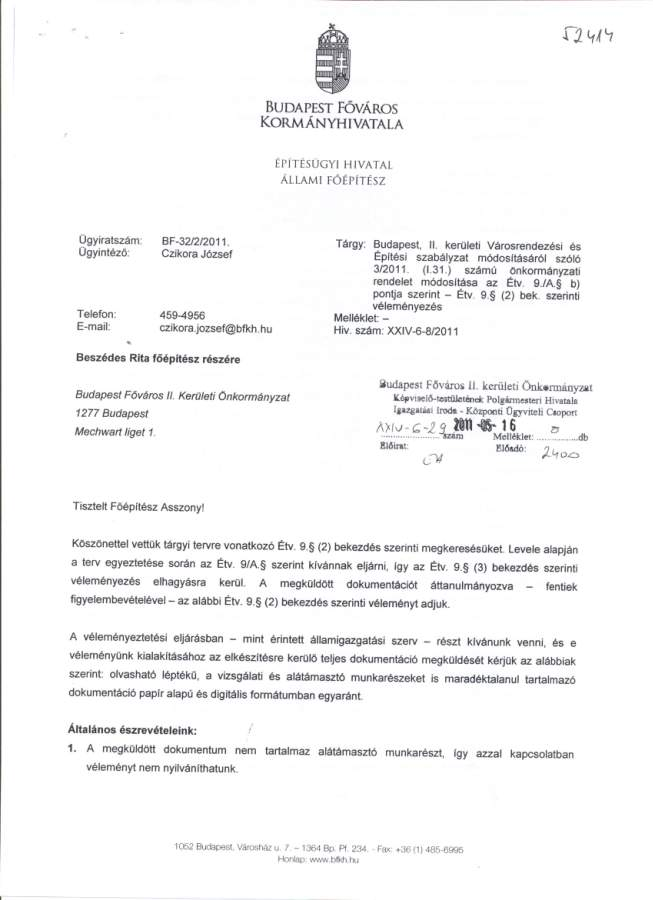 52414
BUDAPEST FŐVÁROS
KORMÁNYHIVATALA
ÉPÍTÉSÜGYI HIVATAL
ÁLLAMI FŐÉPÍTÉSZ
Ügyiratszám: BF-32/2/2011.
Ügyintéző: Czikora József
Telefon: 459-4956
E-mail: czikora.jozsef@bfkh.hu
Tárgy: Budapest, II. kerületi Városrendezési és
Építési szabályzat módosításáról szóló
3/2011. (I.31.) számú önkormányzati
rendelet módosítása az Étv. 9./A.§ b)
pontja szerint – Étv. 9.§ (2) bek. szerinti
véleményezés
Melléklet: –
Hiv. szám: XXIV-6-8/2011
Beszédes Rita főépítész részére
Budapest Főváros II. Kerületi Önkormányzat
1277 Budapest
Mechwart liget 1.
Budapest Főváros II. kerületi Önkormányzat
Képviselő-testületének Polgármesteri Hivatala
Igazgatási Iroda - Központi Ügyviteli Csoport
XXIV-6-29 2011 -05- 16 0
szám Melléklet: db
Előirat: Előadó: 2400
Tisztelt Főépítész Asszony!
Köszönettel vettük tárgyi tervre vonatkozó Étv. 9.§ (2) bekezdés szerinti megkeresésüket. Levele alapján
a terv egyeztetése során az Étv. 9/A.§ szerint kívánnak eljárni, így az Étv. 9.§ (3) bekezdés szerinti
véleményezés elhagyásra kerül. A megküldött dokumentációt áttanulmányozva – fentiek
figyelembevételével – az alábbi Étv. 9.§ (2) bekezdés szerinti véleményt adjuk.
A véleményeztetési eljárásban – mint érintett államigazgatási szerv – részt kívánunk venni, és e
véleményünk kialakításához az elkészítésre kerülő teljes dokumentáció megküldését kérjük az alábbiak
szerint: olvasható léptékű, a vizsgálati és alátámasztó munkarészeket is maradéktalanul tartalmazó
dokumentáció papír alapú és digitális formátumban egyaránt.
Általános észrevételeink:
1. A megküldött dokumentum nem tartalmaz alátámasztó munkarészt, így azzal kapcsolatban
véleményt nem nyilváníthatunk.
1052 Budapest, Városház u. 7. – 1364 Bp. Pf. 234. - Fax: +36 (1) 485-6995
Honlap: www.bfkh.hu